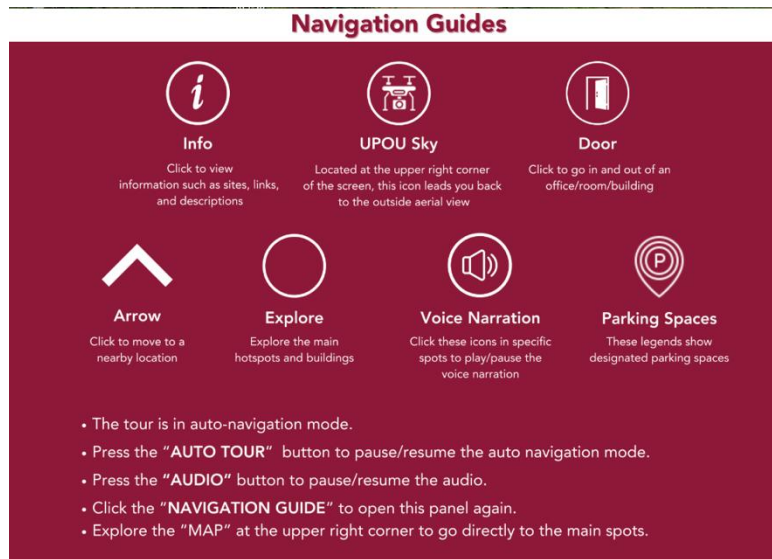 Navigation Guides
Info
Click to view
information such as sites, links,
and descriptions
UPOU Sky
Located at the upper right corner
of the screen, this icon leads you back
to the outside aerial view
Door
Click to go in and out of an
office/room/building
Arrow
Click to move to a
nearby location
Explore
Explore the main
hotspots and buildings
Voice Narration
Click these icons in specific
spots to play/pause the
voice narration
P
Parking Spaces
These legends show
designated parking spaces
• The tour is in auto-navigation mode.
• Press the “AUTO TOUR” button to pause/resume the auto navigation mode.
• Press the “AUDIO” button to pause/resume the audio.
• Click the “NAVIGATION GUIDE” to open this panel again.
• Explore the “MAP” at the upper right corner to go directly to the main spots.